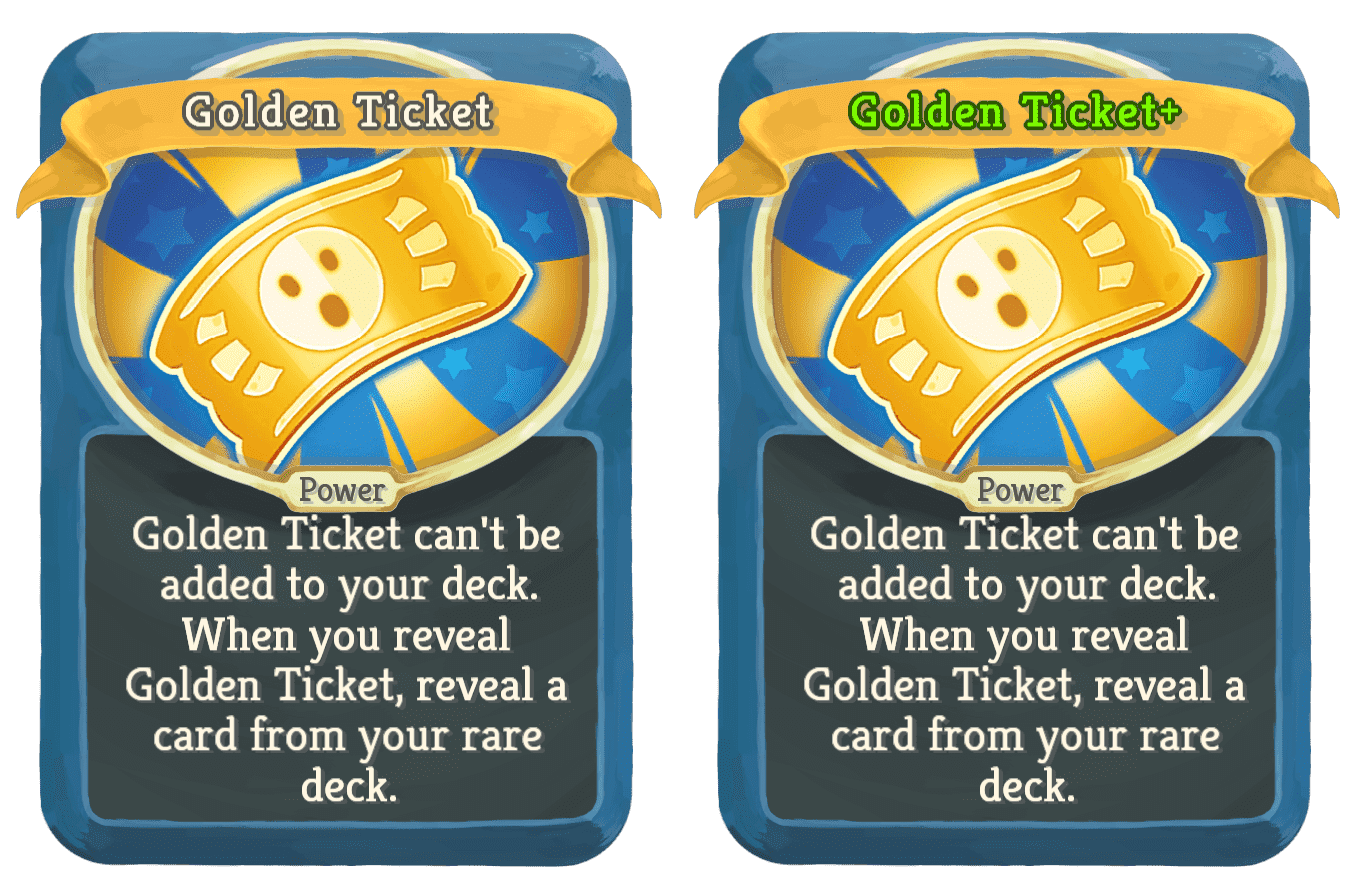 Golden Ticket
Power
Golden Ticket can't be
added to your deck.
When you reveal
Golden Ticket, reveal a
card from your rare
deck.
Golden Ticket+
Power
Golden Ticket can't be
added to your deck.
When you reveal
Golden Ticket, reveal a
card from your rare
deck.